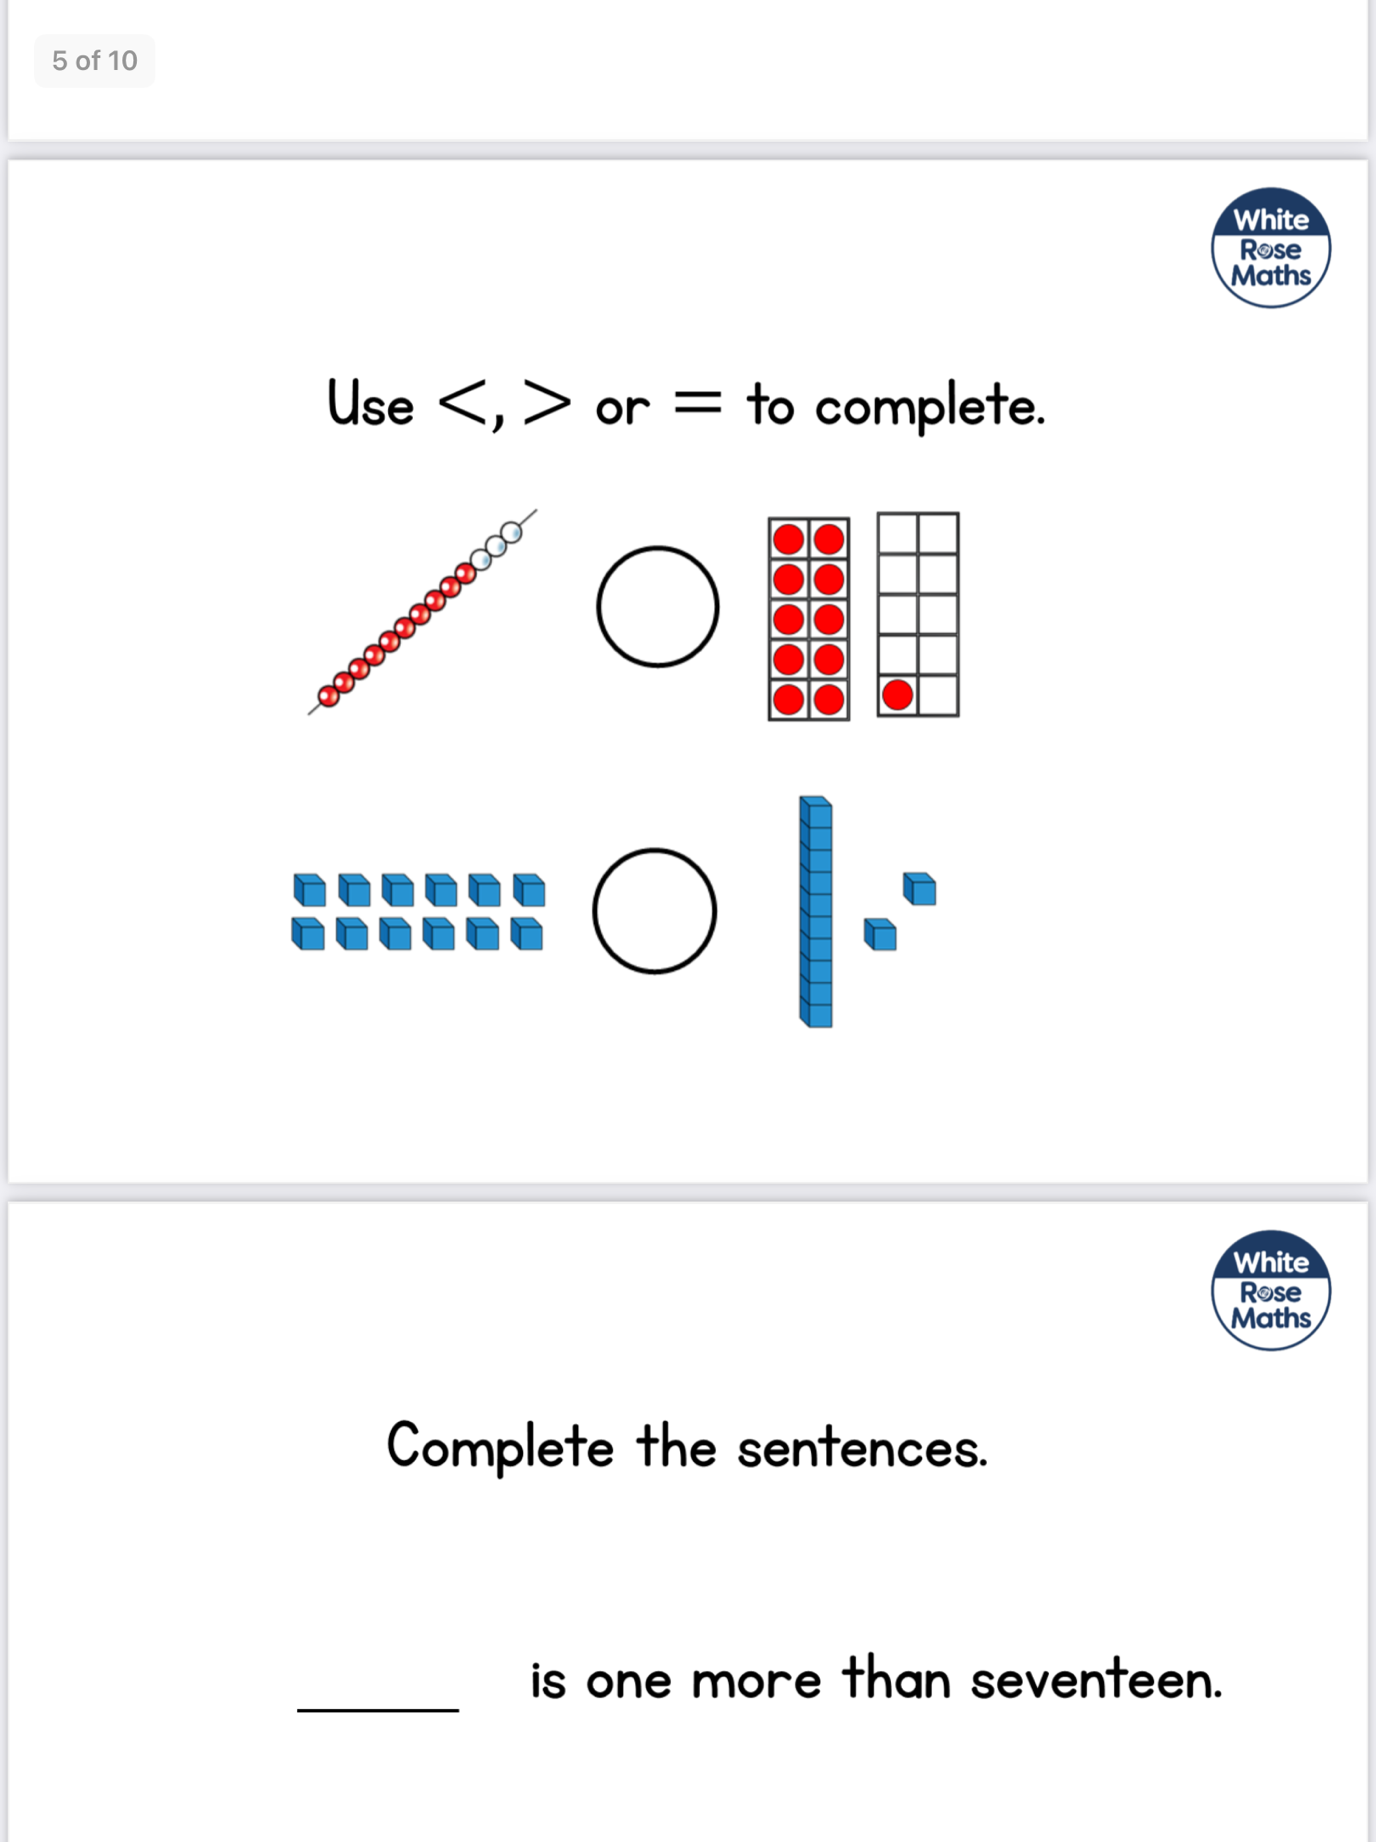 5 of 10
White
Rose
Maths
Use <, > or = to complete.
White
Rose
Maths
Complete the sentences.
_____ is one more than seventeen.